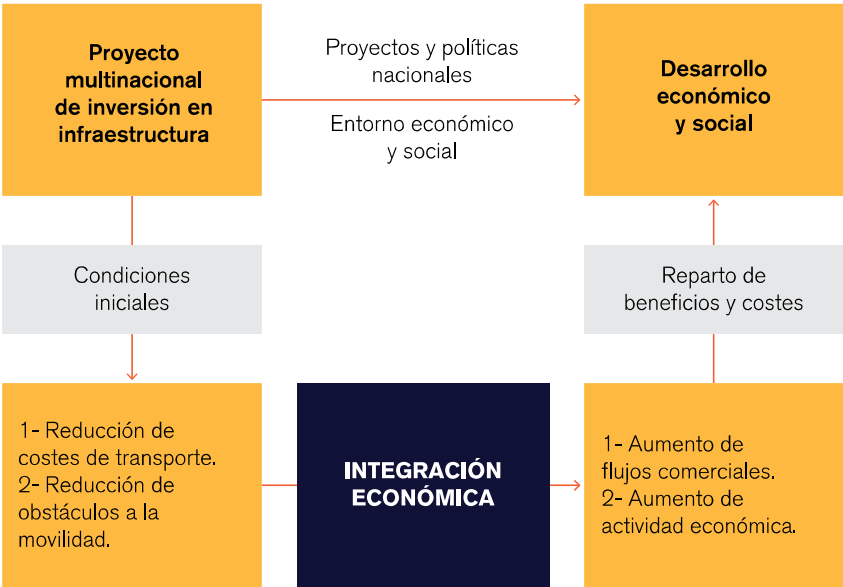 Proyecto
multinacional
de inversión en
infraestructura
Proyectos y políticas
nacionales
Entorno económico
y social
Desarrollo
económico
y social
Condiciones
iniciales
Reparto de
beneficios y costes
1- Reducción de
costes de transporte.
2- Reducción de
obstáculos a la
movilidad.
INTEGRACIÓN
ECONÓMICA
1- Aumento de
flujos comerciales.
2- Aumento de
actividad económica.